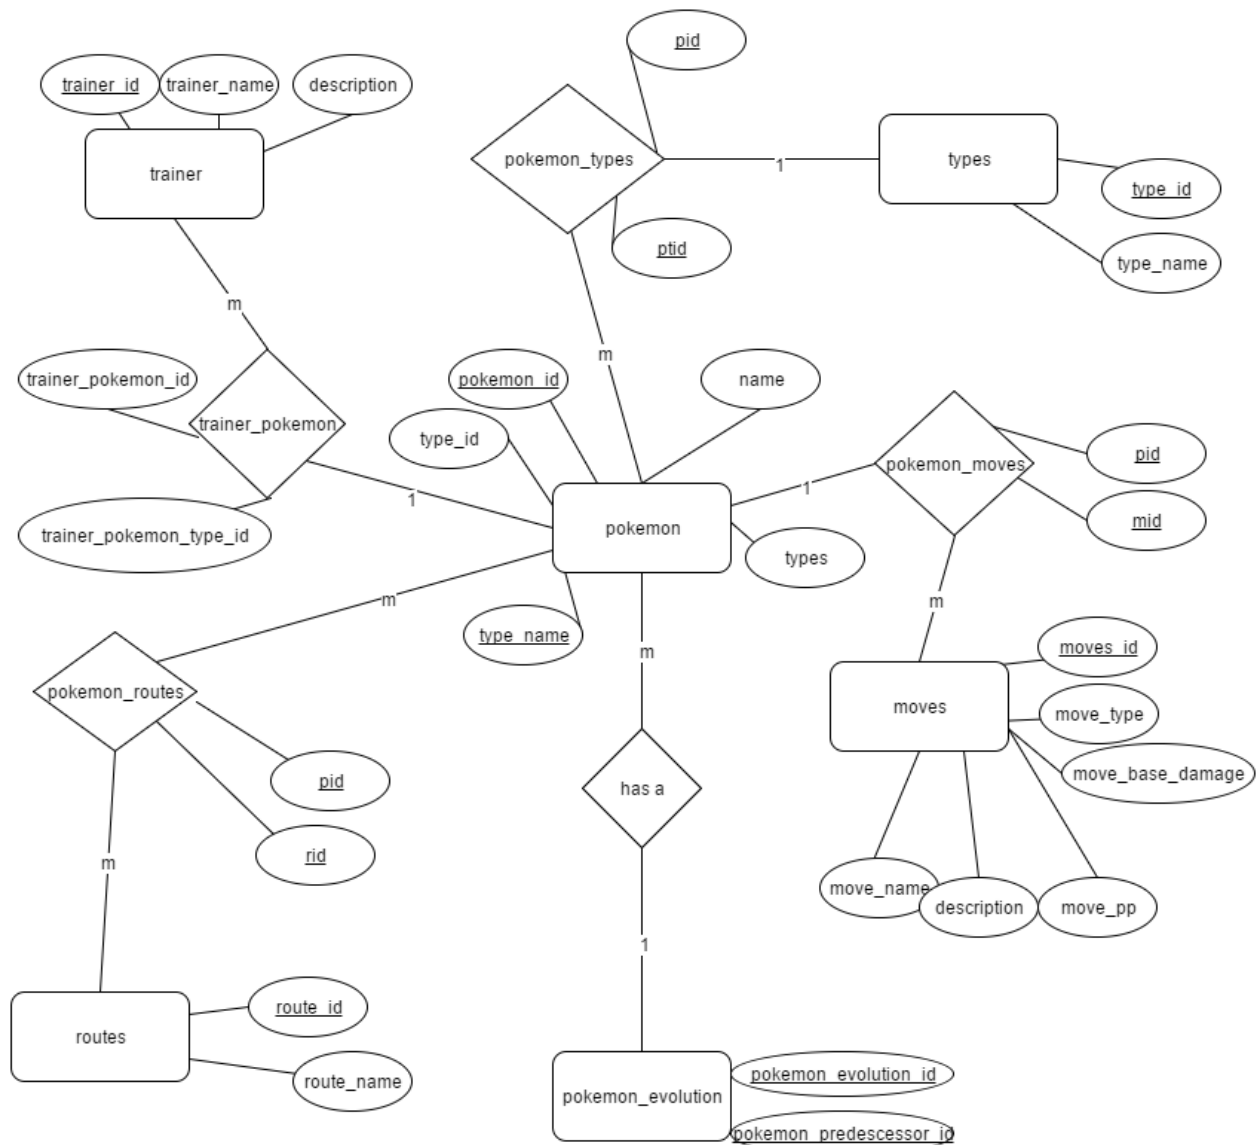 pid
trainer_id
trainer_name
description
pokemon_types
types
trainer
1
type_id
ptid
type_name
m
m
trainer_pokemon_id
pokemon_id
name
trainer_pokemon
type_id
pokemon_moves
pid
1
1
mid
trainer_pokemon_type_id
pokemon
types
m
m
type_name
m
moves_id
pokemon_routes
moves
move_type
pid
has a
move_base_damage
rid
m
move_name
description
move_pp
1
route_id
routes
route_name
pokemon_evolution
pokemon_evolution_id
pokemon_predescessor_id